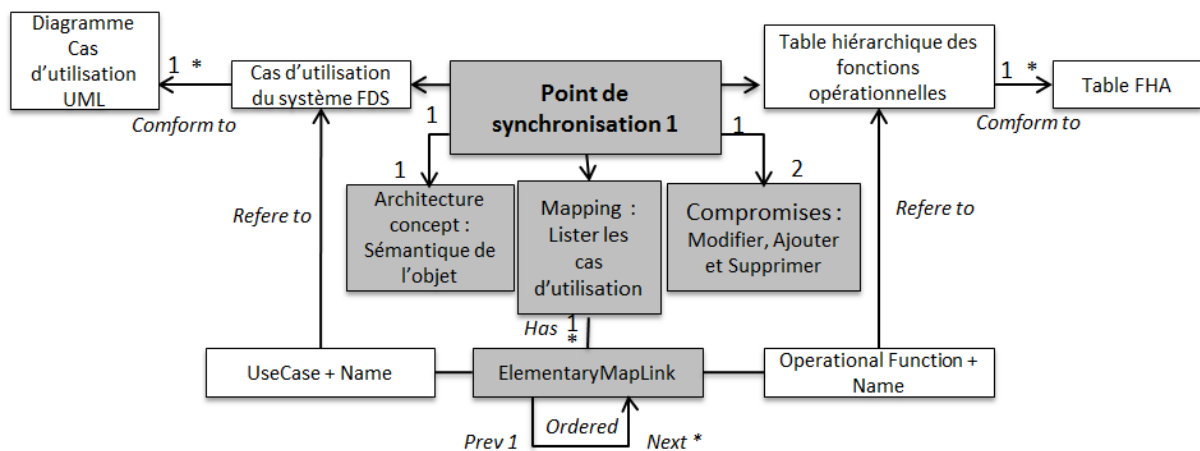 Diagramme
Cas
d’utilisation
UML
1 *
Comform to
Cas d’utilisation
du système FDS
Point de
synchronisation 1
Table hiérarchique des
fonctions
opérationnelles
1 *
Comform to
Table FHA
1
1
1
2
Architecture
concept :
Sémantique de
l’objet
Mapping :
Lister les
cas
d’utilisation
Compromises :
Modifier, Ajouter
et Supprimer
Refere to
Refere to
Has 1
*
UseCase + Name
ElementaryMapLink
Operational Function +
Name
Ordered
Prev 1
Next *